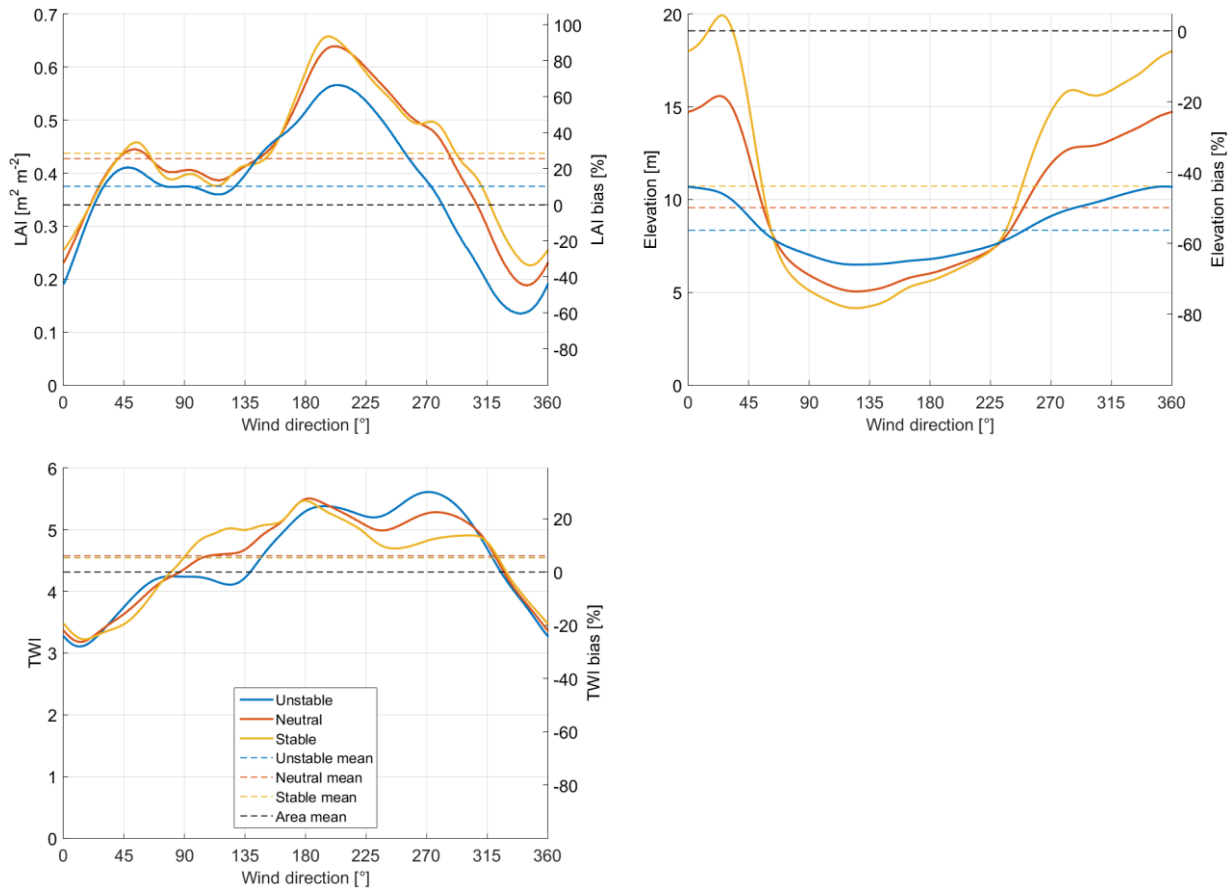 0.7
0.6
0.5
0.4
0.3
0.2
0.1
0
LAI [m² m⁻²]
100
80
60
40
20
0
-20
-40
-60
-80
LAI bias [%]
0 45 90 135 180 225 270 315 360
Wind direction [°]
20
15
10
5
0
Elevation [m]
0
-20
-40
-60
-80
Elevation bias [%]
0 45 90 135 180 225 270 315 360
Wind direction [°]
6
5
4
3
2
1
0
TWI
20
0
-20
-40
-60
-80
TWI bias [%]
Unstable
Neutral
Stable
Unstable mean
Neutral mean
Stable mean
Area mean
0 45 90 135 180 225 270 315 360
Wind direction [°]